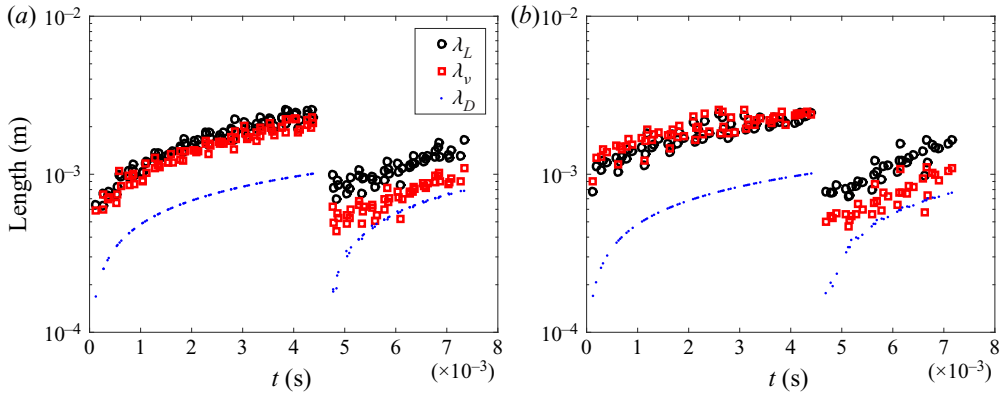 (a)
(b)
10⁻²
10⁻³
10⁻⁴
Length (m)
λ_L
λ_ν
λ_D
0 1 2 3 4 5 6 7 8
(×10⁻³)
t (s)
10⁻²
10⁻³
10⁻⁴
0 1 2 3 4 5 6 7 8
(×10⁻³)
t (s)